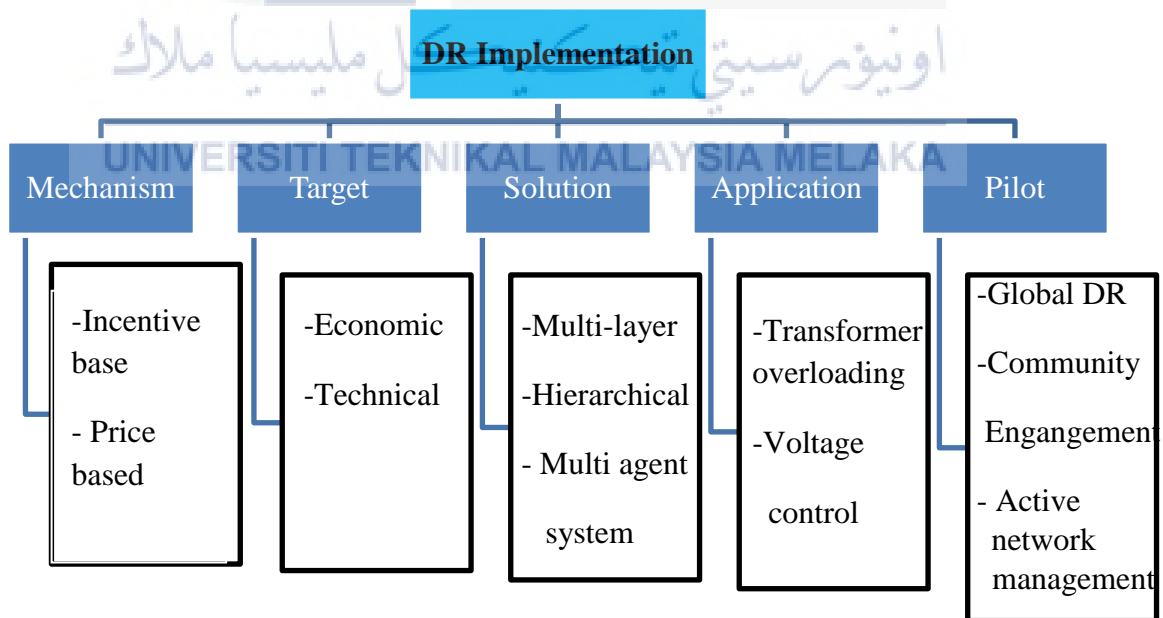 اونيۏرسيتي تيكنيكل مليسيا ملاك
DR Implementation
UNIVERSITI TEKNIKAL MALAYSIA MELAKA
Mechanism
Target
Solution
Application
Pilot
-Incentive
base
- Price
based
-Economic
-Technical
-Multi-layer
-Hierarchical
- Multi agent
system
-Transformer
overloading
-Voltage
control
-Global DR
-Community
Engangement
- Active
network
management